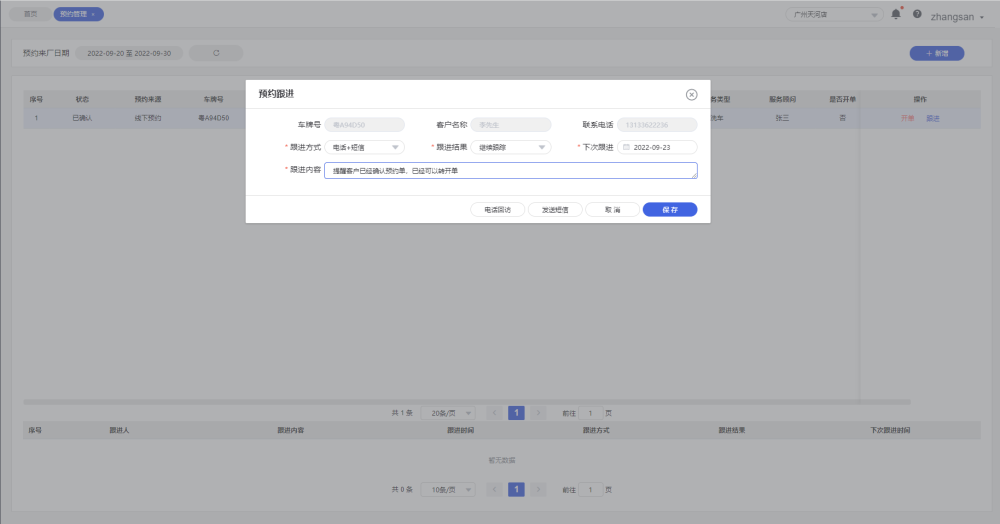 首页 预约管理 × 广州天河店 zhangsan
预约来厂日期 2022-09-20 至 2022-09-30 + 新增
序号 状态 预约来源 车牌号 务类型 服务顾问 是否开单 操作
1 已确认 线下预约 粤A94D50 洗车 张三 否 开单 跟进
预约跟进
车牌号 粤A94D50 客户名称 李先生 联系电话 13133622296
* 跟进方式 电话+短信 * 跟进结果 继续跟踪 * 下次跟进 2022-09-23
* 跟进内容 提醒客户已经确认预约单，已经可以转开单
电话回访 发送短信 取 消 保 存
共 1 条 20条/页 < 1 > 前往 1 页
序号 跟进人 跟进内容 跟进时间 跟进方式 跟进结果 下次跟进时间
暂无数据
共 0 条 10条/页 < 1 > 前往 1 页